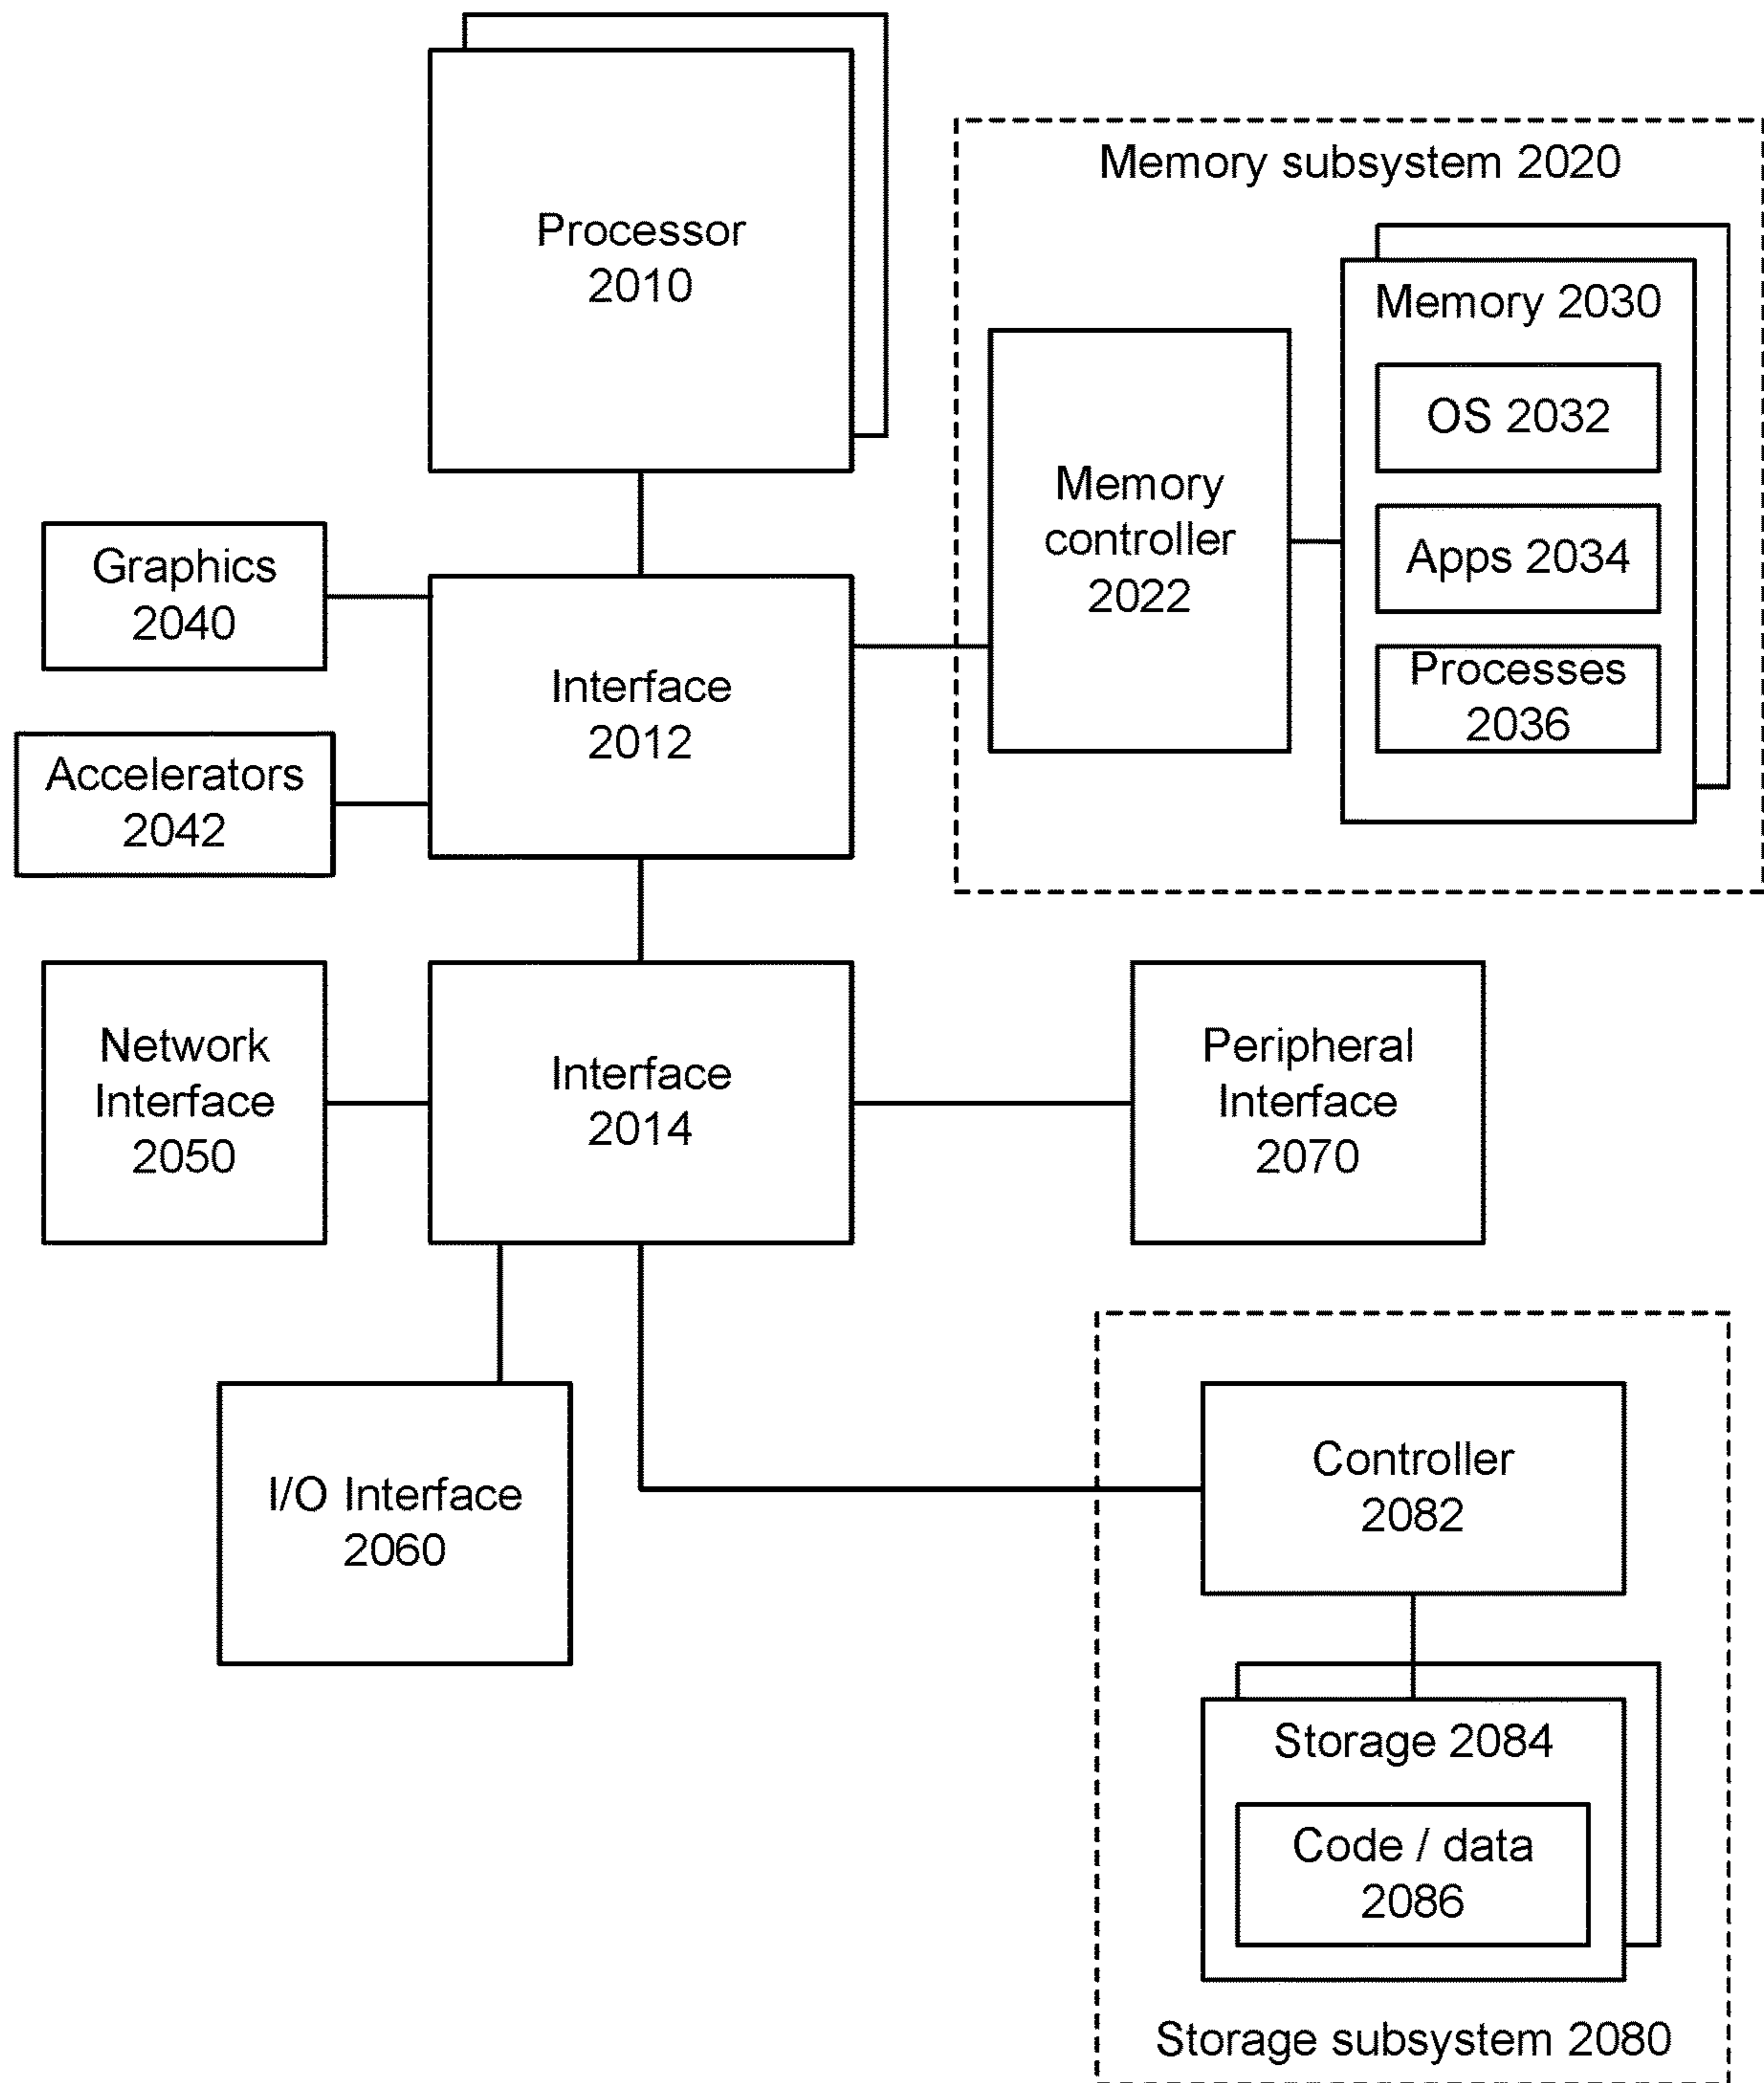 Processor
2010
Memory subsystem 2020
Memory 2030
OS 2032
Apps 2034
Processes
2036
Memory
controller
2022
Graphics
2040
Interface
2012
Accelerators
2042
Network
Interface
2050
Interface
2014
Peripheral
Interface
2070
I/O Interface
2060
Controller
2082
Storage 2084
Code / data
2086
Storage subsystem 2080